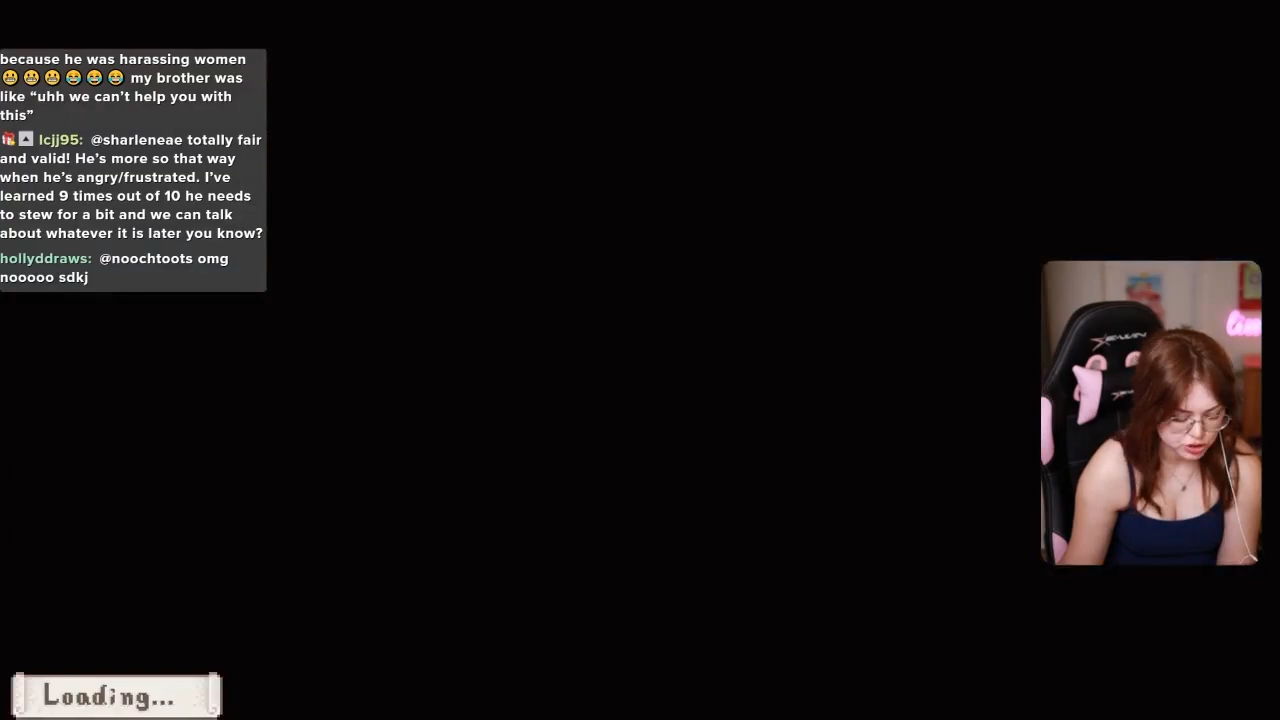 because he was harassing women
😬 😬 😬 😂 😂 😂 my brother was
like “uhh we can’t help you with
this”
lcjj95: @sharleneae totally fair
and valid! He’s more so that way
when he’s angry/frustrated. I’ve
learned 9 times out of 10 he needs
to stew for a bit and we can talk
about whatever it is later you know?
hollyddraws: @noochtoots omg
nooooo sdkj
Loading...